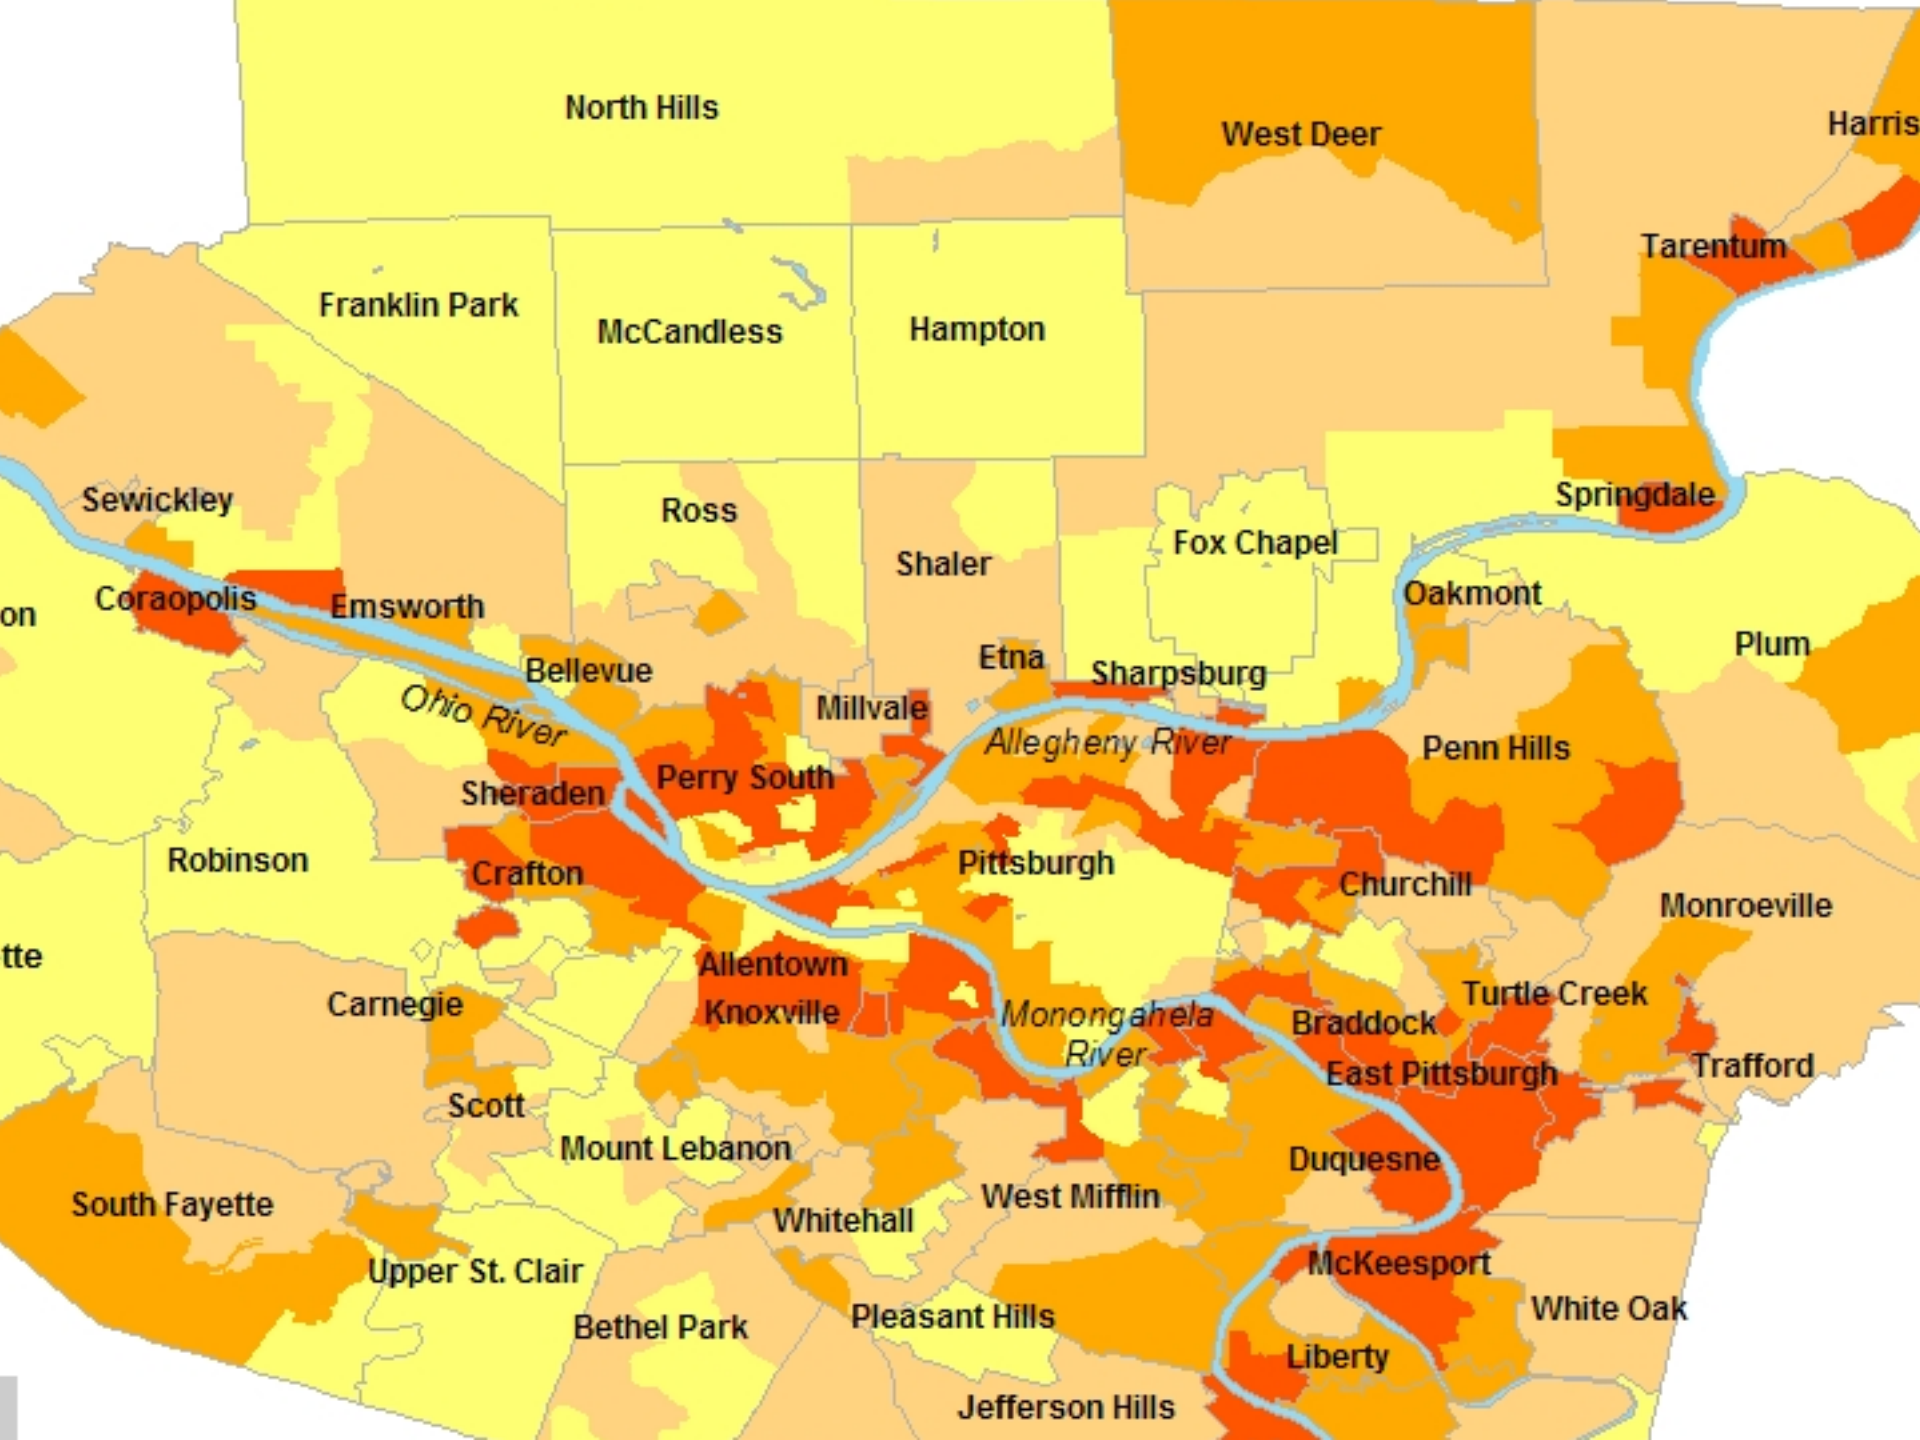 North Hills
West Deer
Harris
Tarentum
Franklin Park
McCandless
Hampton
Sewickley
Ross
Shaler
Fox Chapel
Springdale
on
Coraopolis
Emsworth
Oakmont
Plum
Bellevue
Etna
Sharpsburg
Ohio River
Millvale
Allegheny River
Penn Hills
Sheraden
Perry South
Robinson
Crafton
Pittsburgh
Churchill
Monroeville
tte
Allentown
Knoxville
Carnegie
Monongahela
River
Braddock
Turtle Creek
East Pittsburgh
Trafford
Scott
Mount Lebanon
Duquesne
South Fayette
Whitehall
West Mifflin
Upper St. Clair
McKeesport
Bethel Park
Pleasant Hills
White Oak
Liberty
Jefferson Hills